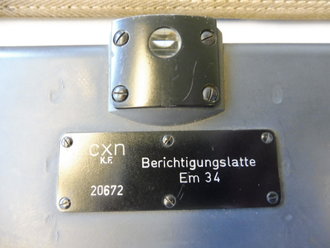 cxn
K.F.
20672
Berichtigungslatte
Em 34